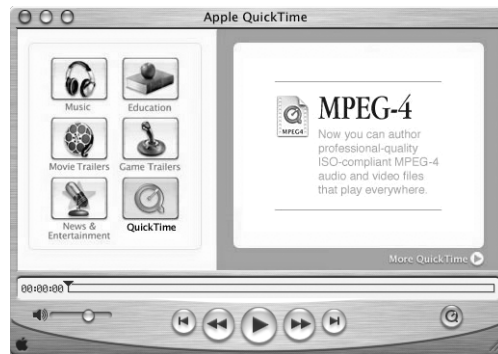 Apple QuickTime
Music
Education
Movie Trailers
Game Trailers
News &
Entertainment
QuickTime
MPEG4
MPEG-4
Now you can author
professional-quality
ISO-compliant MPEG-4
audio and video files
that play everywhere.
More QuickTime
00:00:00